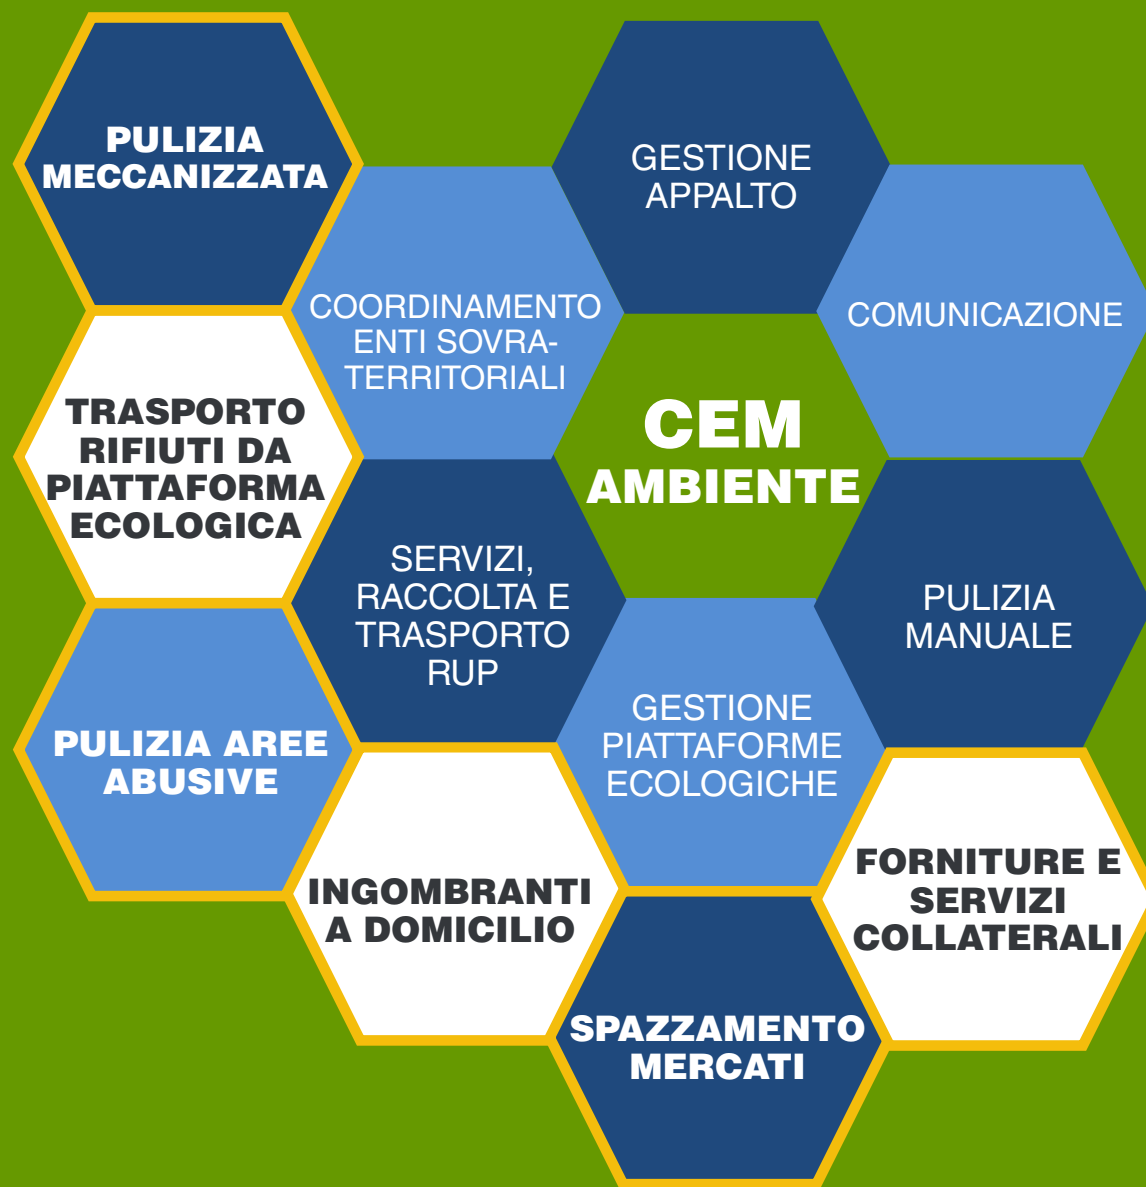 PULIZIA
MECCANIZZATA
GESTIONE
APPALTO
COORDINAMENTO
ENTI SOVRA-
TERRITORIALI
COMUNICAZIONE
TRASPORTO
RIFIUTI DA
PIATTAFORMA
ECOLOGICA
CEM
AMBIENTE
SERVIZI,
RACCOLTA E
TRASPORTO
RUP
PULIZIA
MANUALE
PULIZIA AREE
ABUSIVE
GESTIONE
PIATTAFORME
ECOLOGICHE
INGOMBRANTI
A DOMICILIO
FORNITURE E
SERVIZI
COLLATERALI
SPAZZAMENTO
MERCATI